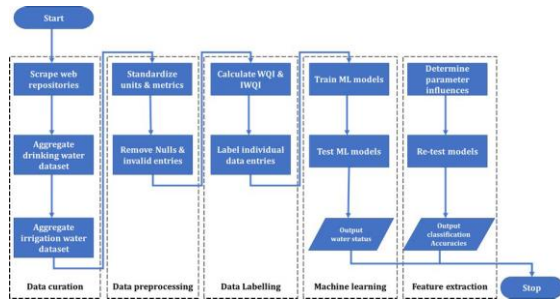 Start
Scrape web
repositories
Aggregate
drinking water
dataset
Aggregate
irrigation water
dataset
Data curation
Standardize
units & metrics
Remove Nulls &
invalid entries
Data preprocessing
Calculate WQI &
IWQI
Label individual
data entries
Data Labelling
Train ML models
Test ML models
Output
water status
Machine learning
Determine
parameter
influences
Re-test models
Output
classification
Accuracies
Feature extraction
Stop